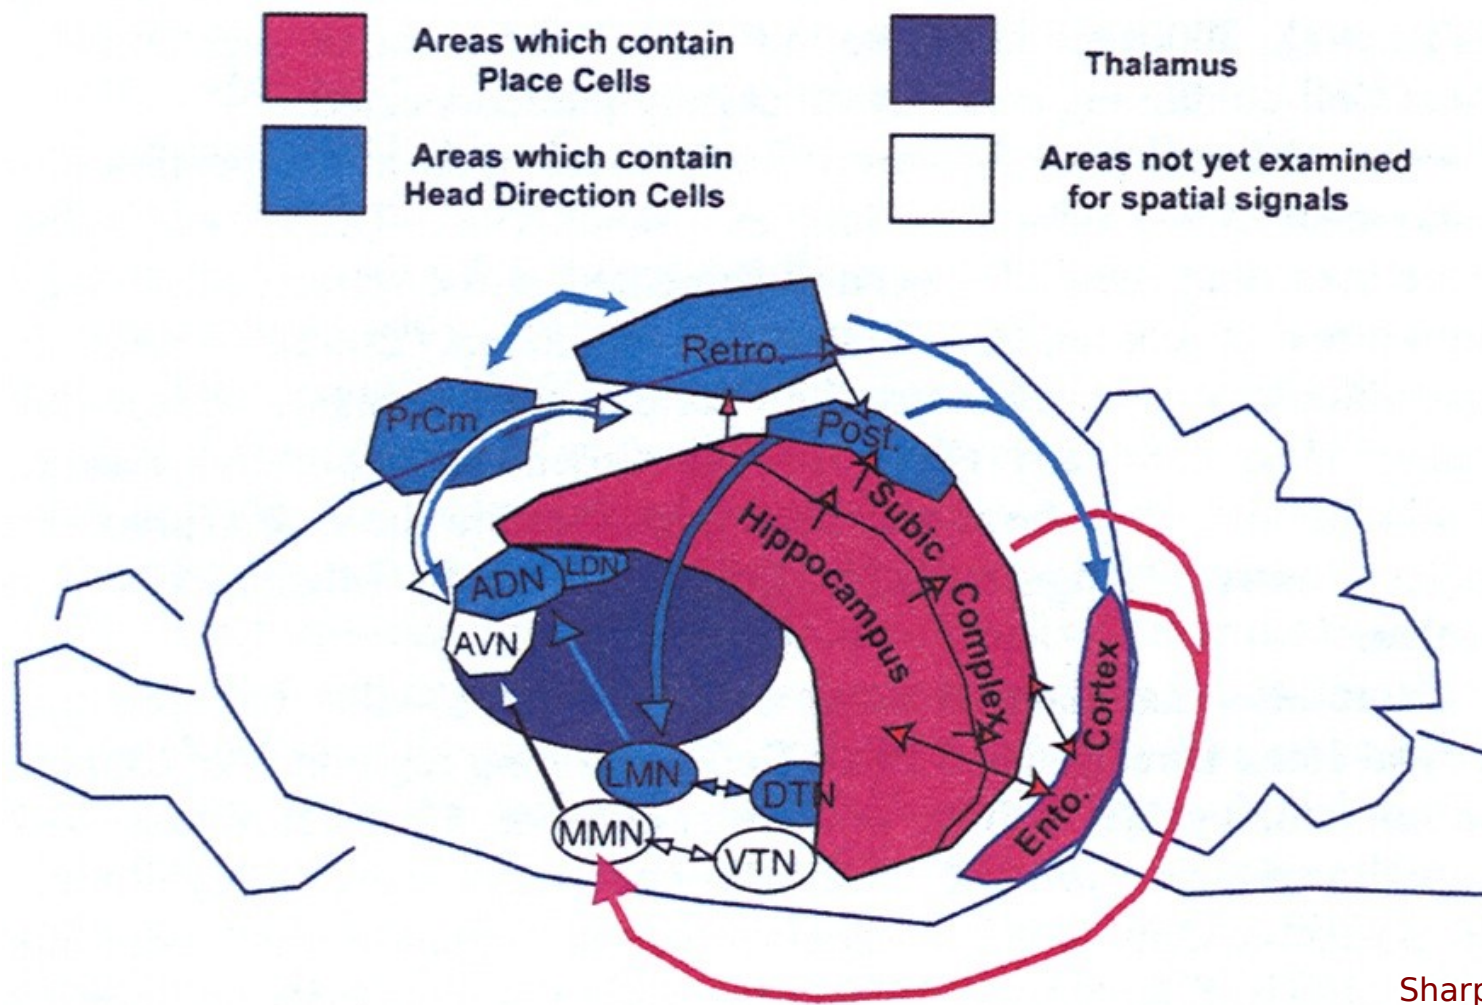 Areas which contain
Place Cells
Thalamus
Areas which contain
Head Direction Cells
Areas not yet examined
for spatial signals
Retro.
PrCm
Post.
Subic
Complex
Hippocampus
ADN
LDN
AVN
Cortex
Ento.
LMN
DTN
MMN
VTN
Sharp